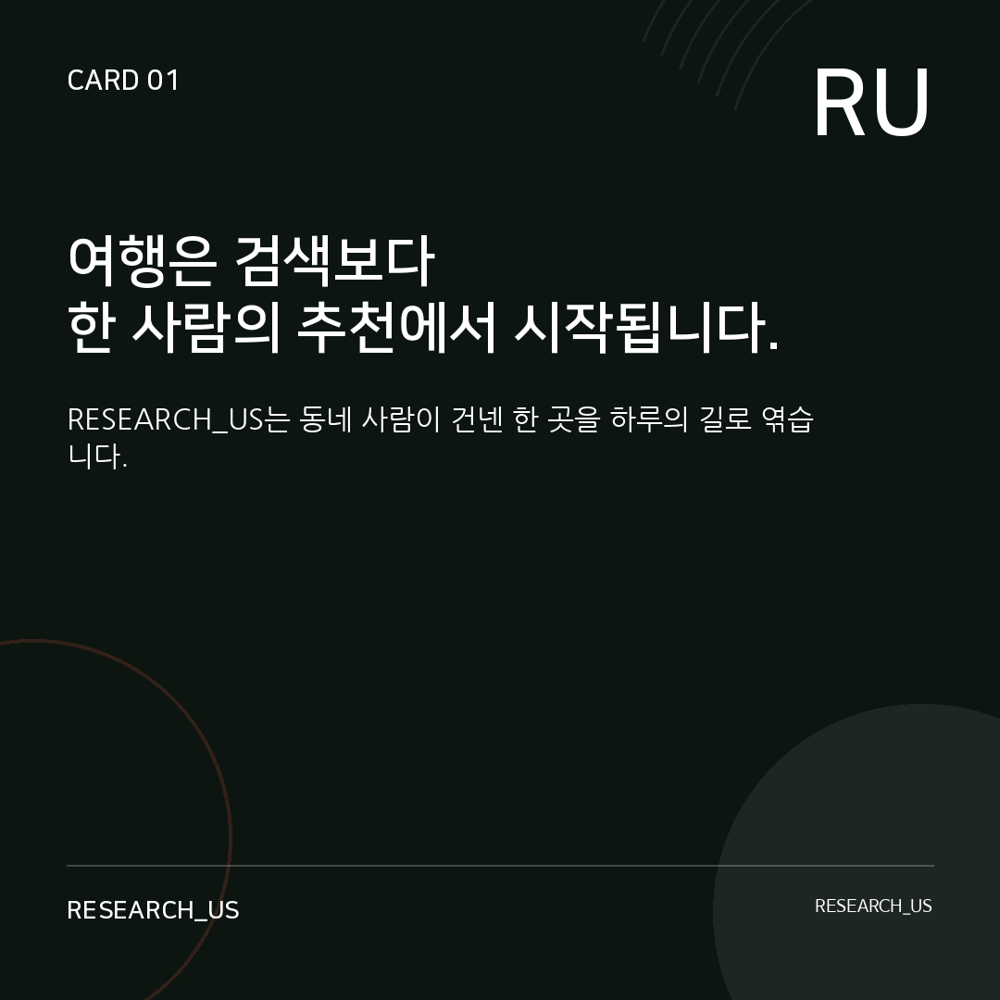 CARD 01
RU
여행은 검색보다
한 사람의 추천에서 시작됩니다.
RESEARCH_US는 동네 사람이 건넨 한 곳을 하루의 길로 엮습
니다.
RESEARCH_US
RESEARCH_US